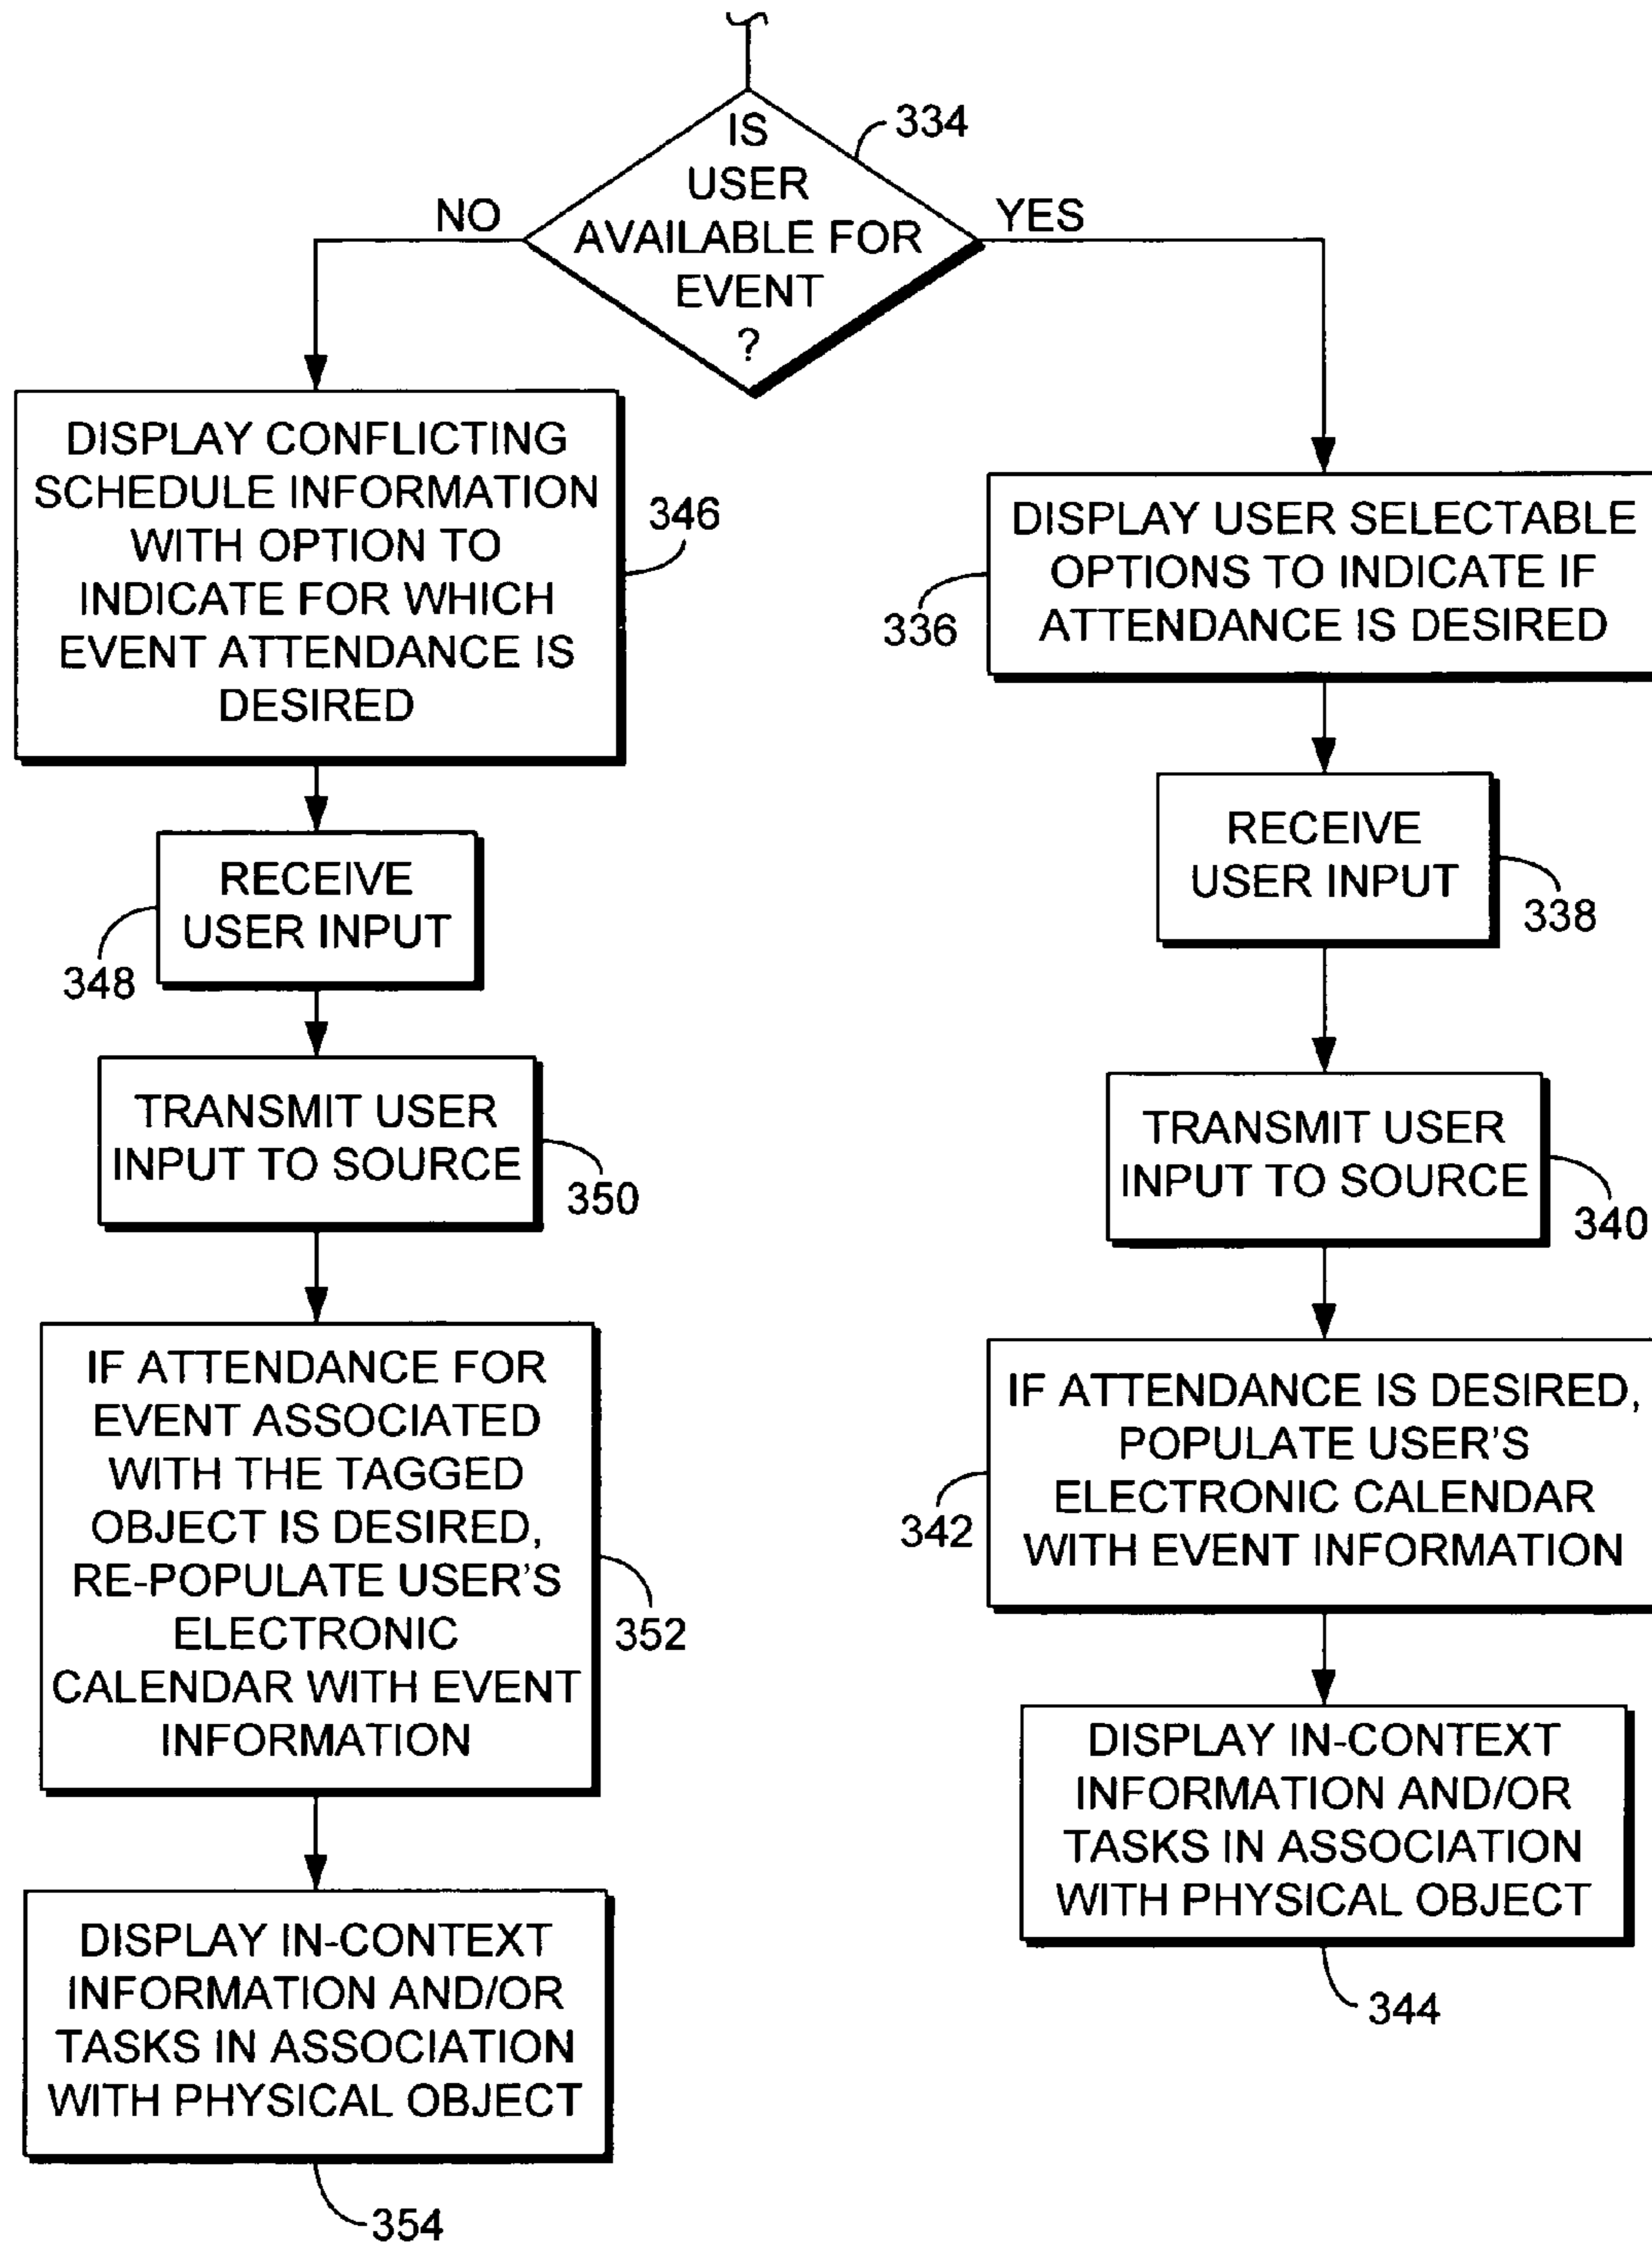 IS
USER
AVAILABLE FOR
EVENT
?
334
NO
YES
DISPLAY CONFLICTING
SCHEDULE INFORMATION
WITH OPTION TO
INDICATE FOR WHICH
EVENT ATTENDANCE IS
DESIRED
346
RECEIVE
USER INPUT
348
TRANSMIT USER
INPUT TO SOURCE
350
IF ATTENDANCE FOR
EVENT ASSOCIATED
WITH THE TAGGED
OBJECT IS DESIRED,
RE-POPULATE USER'S
ELECTRONIC
CALENDAR WITH EVENT
INFORMATION
352
DISPLAY IN-CONTEXT
INFORMATION AND/OR
TASKS IN ASSOCIATION
WITH PHYSICAL OBJECT
354
DISPLAY USER SELECTABLE
OPTIONS TO INDICATE IF
ATTENDANCE IS DESIRED
336
RECEIVE
USER INPUT
338
TRANSMIT USER
INPUT TO SOURCE
340
IF ATTENDANCE IS DESIRED,
POPULATE USER'S
ELECTRONIC CALENDAR
WITH EVENT INFORMATION
342
DISPLAY IN-CONTEXT
INFORMATION AND/OR
TASKS IN ASSOCIATION
WITH PHYSICAL OBJECT
344